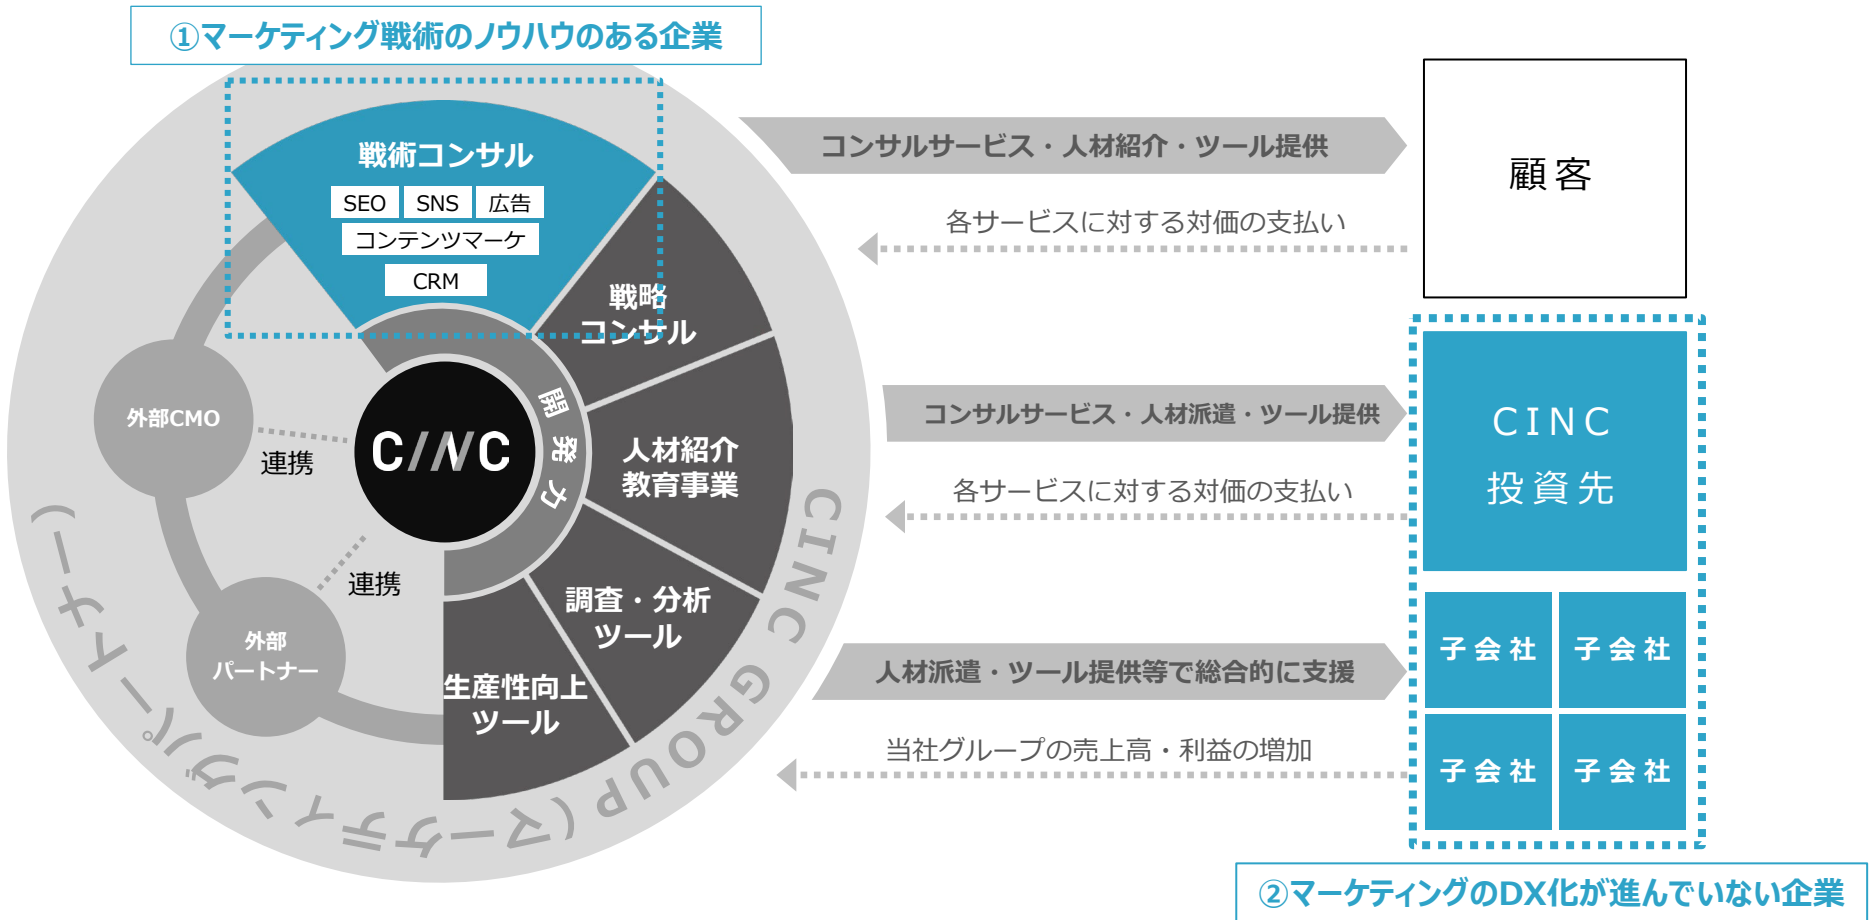 ①マーケティング戦術のノウハウのある企業
戦術コンサル
SEO
SNS
広告
コンテンツマーケ
CRM
戦略
コンサル
人材紹介
教育事業
調査・分析
ツール
生産性向上
ツール
開発力
CINC
外部CMO
連携
外部
パートナー
連携
CINC GROUP(マーケティングパートナー)
コンサルサービス・人材紹介・ツール提供
各サービスに対する対価の支払い
顧客
コンサルサービス・人材派遣・ツール提供
各サービスに対する対価の支払い
CINC
投資先
人材派遣・ツール提供等で総合的に支援
当社グループの売上高・利益の増加
子会社
子会社
子会社
子会社
②マーケティングのDX化が進んでいない企業